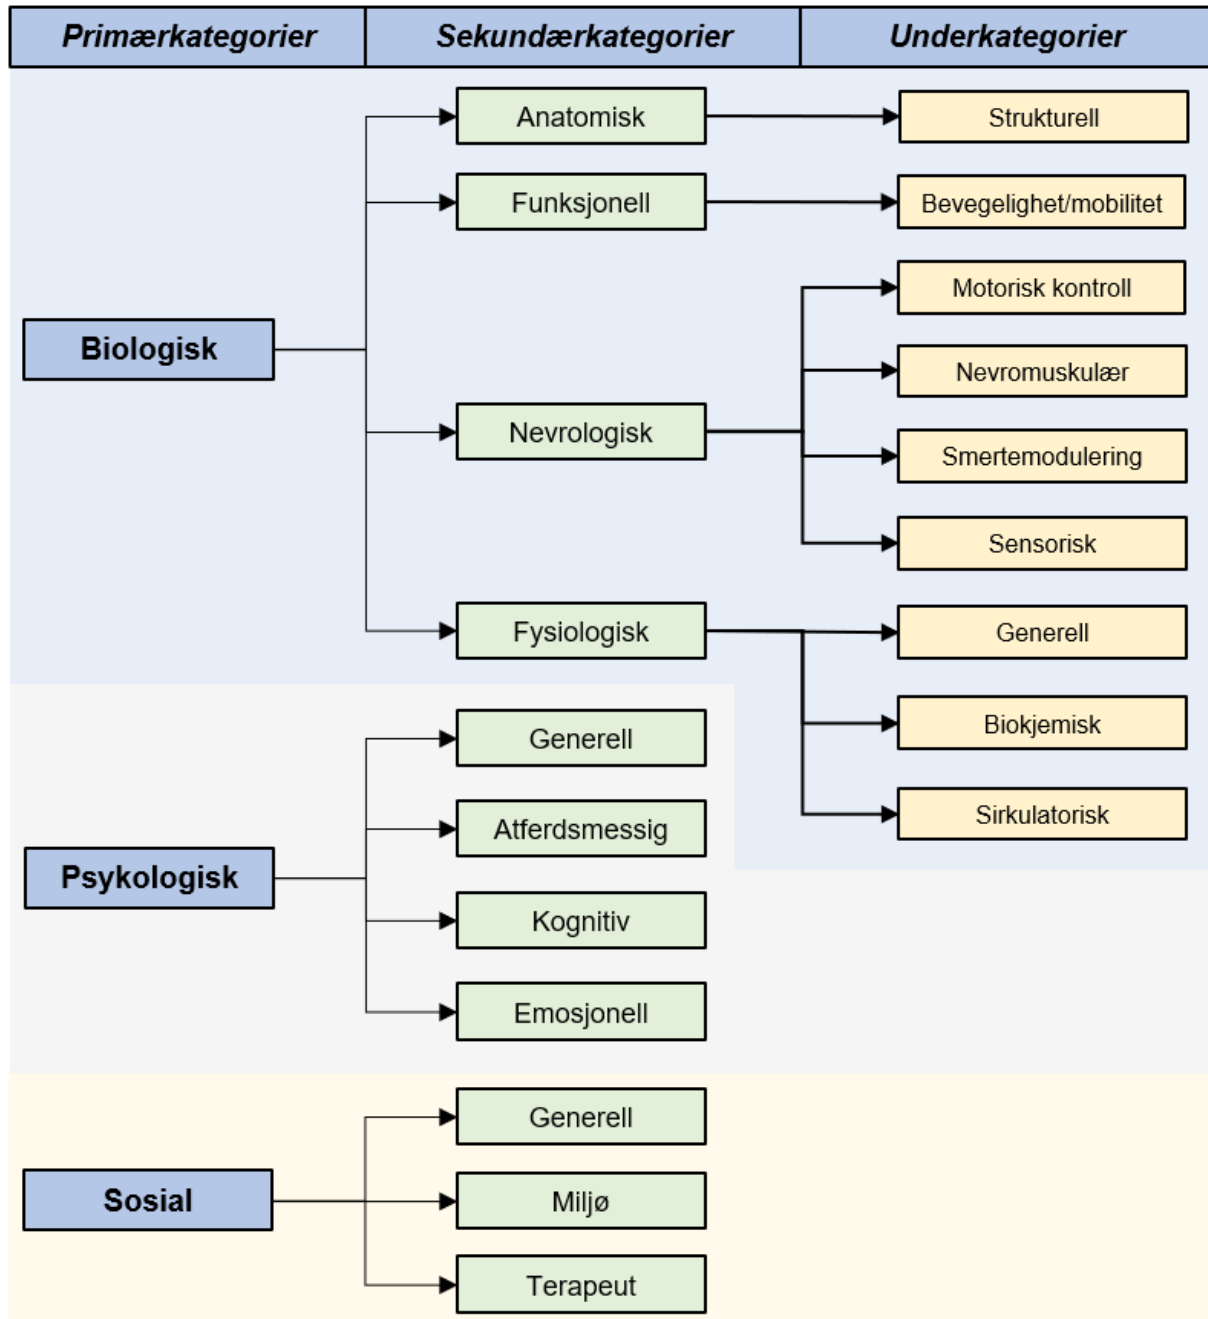 Primærkategorier Sekundærkategorier Underkategorier
Anatomisk Strukturell
Funksjonell Bevegelighet/mobilitet
Motorisk kontroll
Biologisk
Nevromuskulær
Nevrologisk
Smertemodulering
Sensorisk
Fysiologisk Generell
Biokjemisk
Sirkulatorisk
Generell
Atferdsmessig
Psykologisk
Kognitiv
Emosjonell
Generell
Sosial Miljø
Terapeut